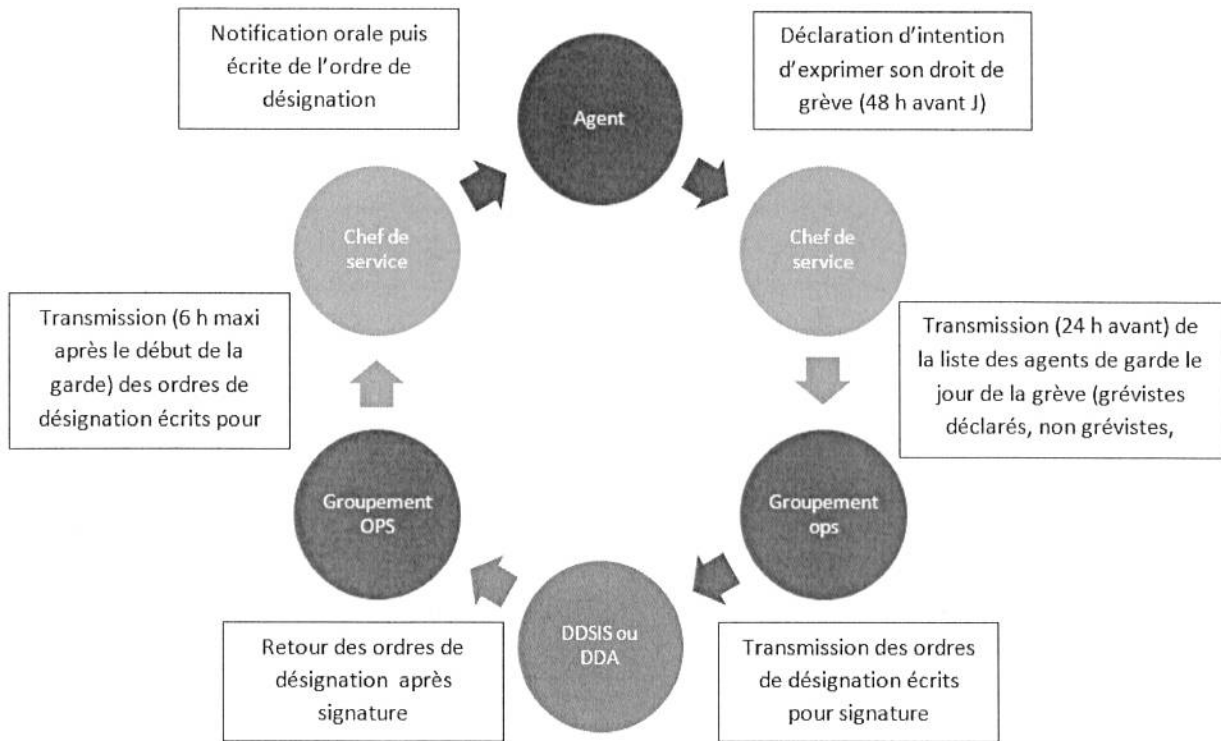 Notification orale puis
écrite de l'ordre de
désignation
Agent
Déclaration d'intention
d'exprimer son droit de
grève (48 h avant J)
Chef de
service
Chef de
service
Transmission (6 h maxi
après le début de la
garde) des ordres de
désignation écrits pour
Transmission (24 h avant) de
la liste des agents de garde le
jour de la grève (grévistes
déclarés, non grévistes,
Groupement
OPS
Groupement
ops
DDSIS ou
DDA
Retour des ordres de
désignation après
signature
Transmission des ordres
de désignation écrits
pour signature